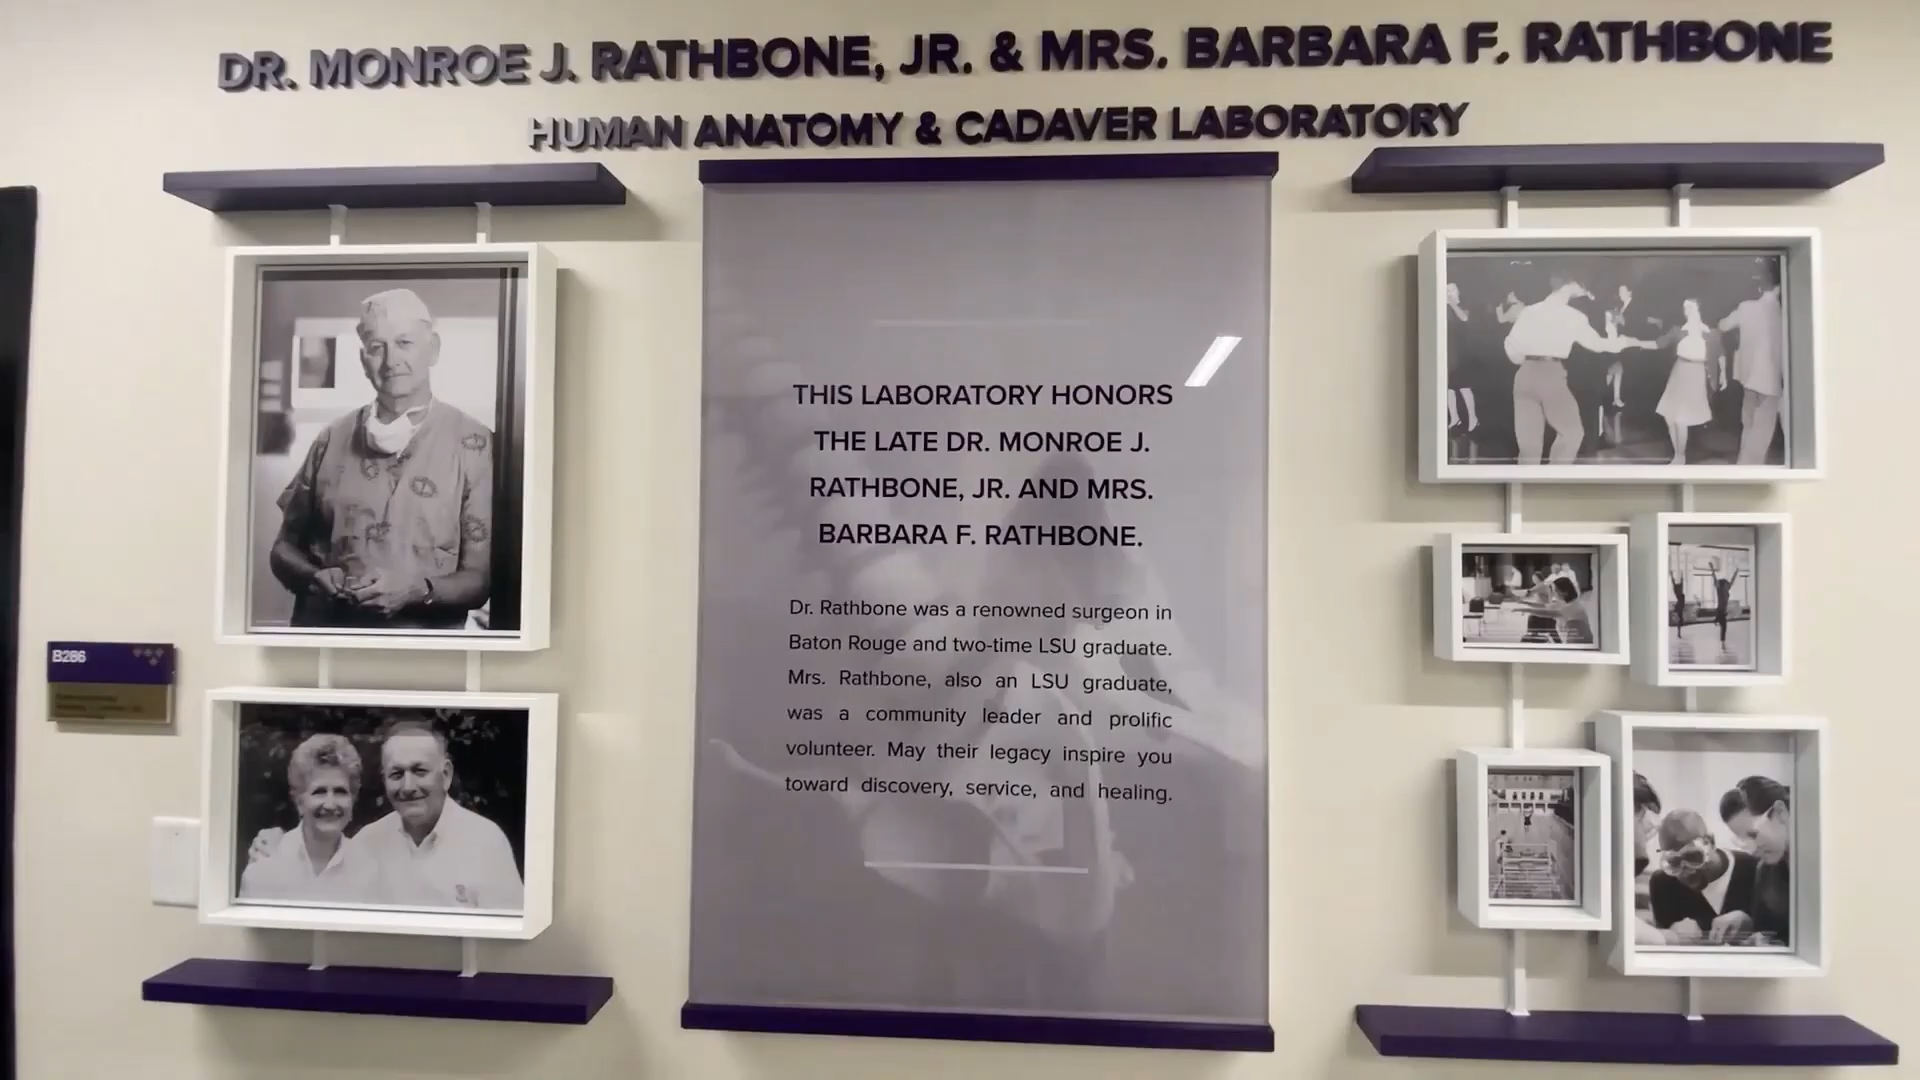 DR. MONROE J. RATHBONE, JR. & MRS. BARBARA F. RATHBONE
HUMAN ANATOMY & CADAVER LABORATORY
THIS LABORATORY HONORS
THE LATE DR. MONROE J.
RATHBONE, JR. AND MRS.
BARBARA F. RATHBONE.
Dr. Rathbone was a renowned surgeon in
Baton Rouge and two-time LSU graduate.
Mrs. Rathbone, also an LSU graduate,
was a community leader and prolific
volunteer. May their legacy inspire you
toward discovery, service, and healing.
B286